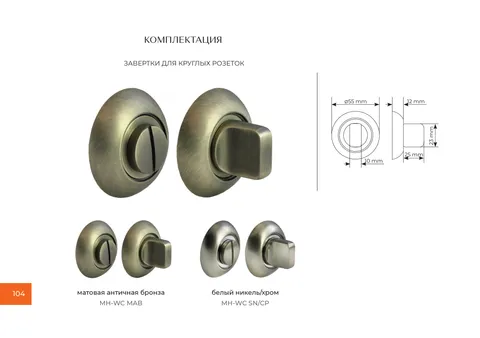 КОМПЛЕКТАЦИЯ
ЗАВЕРТКИ ДЛЯ КРУГЛЫХ РОЗЕТОК
ø55 mm
12 mm
23 mm
10 mm
25 mm
матовая античная бронза
MH-WC MAB
белый никель/хром
MH-WC SN/CP
104